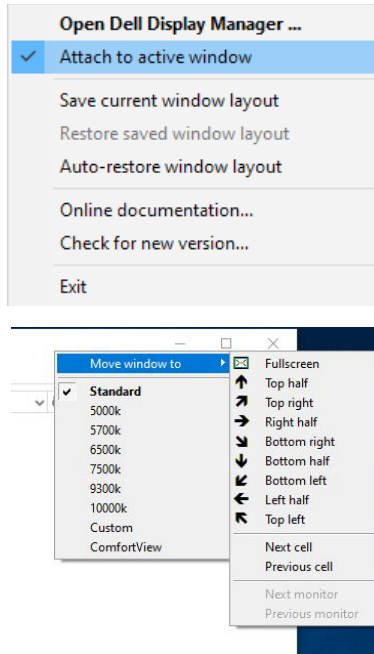 Open Dell Display Manager ...
Attach to active window
Save current window layout
Restore saved window layout
Auto-restore window layout
Online documentation...
Check for new version...
Exit
Move window to
Standard
5000k
5700k
6500k
7500k
9300k
10000k
Custom
ComfortView
Fullscreen
Top half
Top right
Right half
Bottom right
Bottom half
Bottom left
Left half
Top left
Next cell
Previous cell
Next monitor
Previous monitor